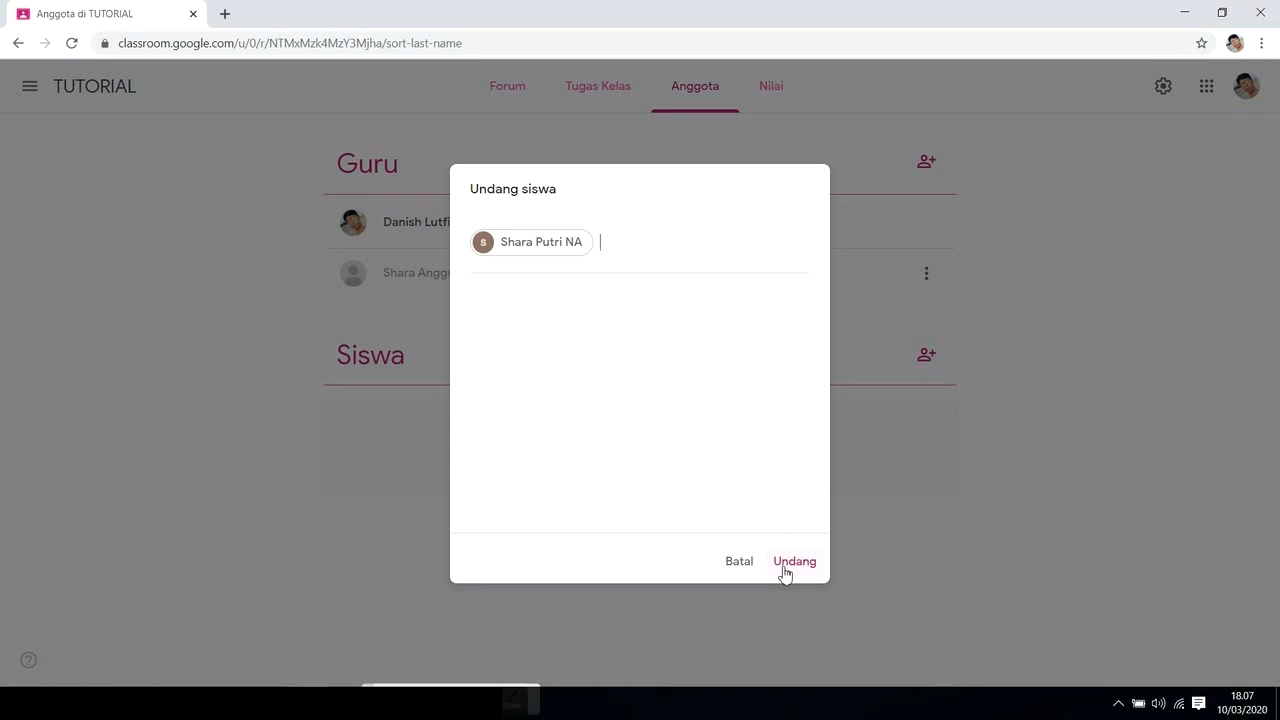 Anggota di TUTORIAL
classroom.google.com/u/0/r/NTMxMzk4MzY3Mjha/sort-last-name
TUTORIAL
Forum
Tugas Kelas
Anggota
Nilai
Guru
Danish Lutfi
Shara Angg
Siswa
Undang siswa
S
Shara Putri NA
Batal
Undang
18.07
10/03/2020